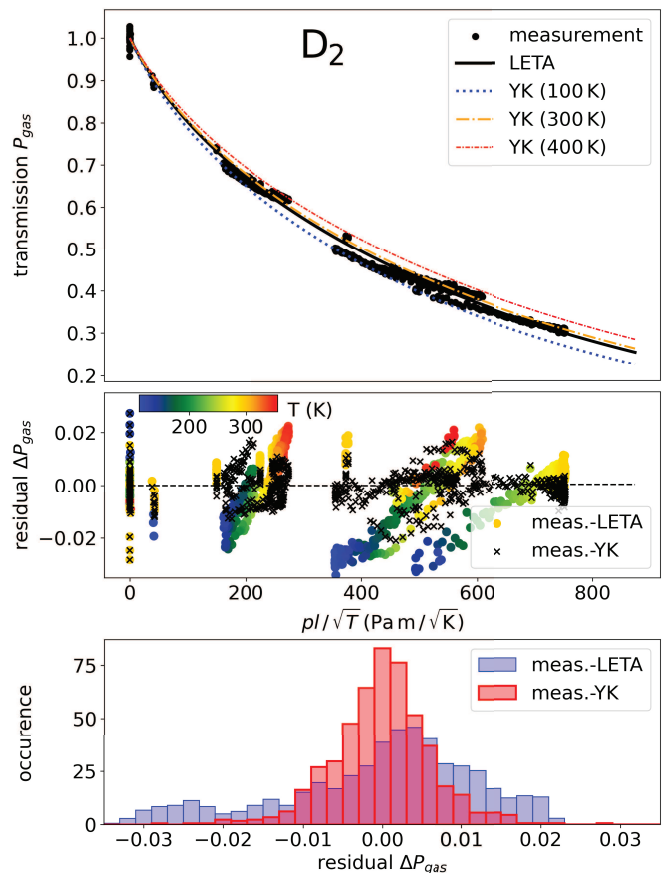 D2
measurement
LETA
YK (100 K)
YK (300 K)
YK (400 K)
transmission Pgas
1.0
0.9
0.8
0.7
0.6
0.5
0.4
0.3
0.2
T (K)
200
300
residual ΔPgas
0.02
0.00
−0.02
meas.-LETA
meas.-YK
0
200
400
600
800
pl/√T (Pa m/√K)
occurence
75
50
25
0
meas.-LETA
meas.-YK
−0.03
−0.02
−0.01
0.00
0.01
0.02
0.03
residual ΔPgas